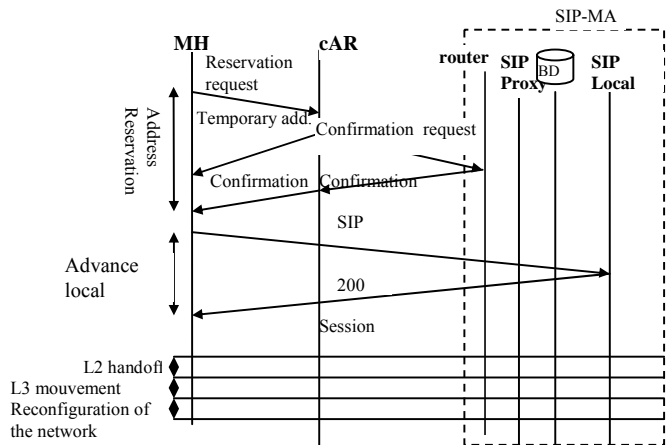 SIP-MA
MH
cAR
router
SIP
Proxy
BD
SIP
Local
Reservation
request
Address
Reservation
Temporary add.
Confirmation request
Confirmation
Confirmation
SIP
Advance
local
200
Session
L2 handofl
L3 mouvement
Reconfiguration of
the network